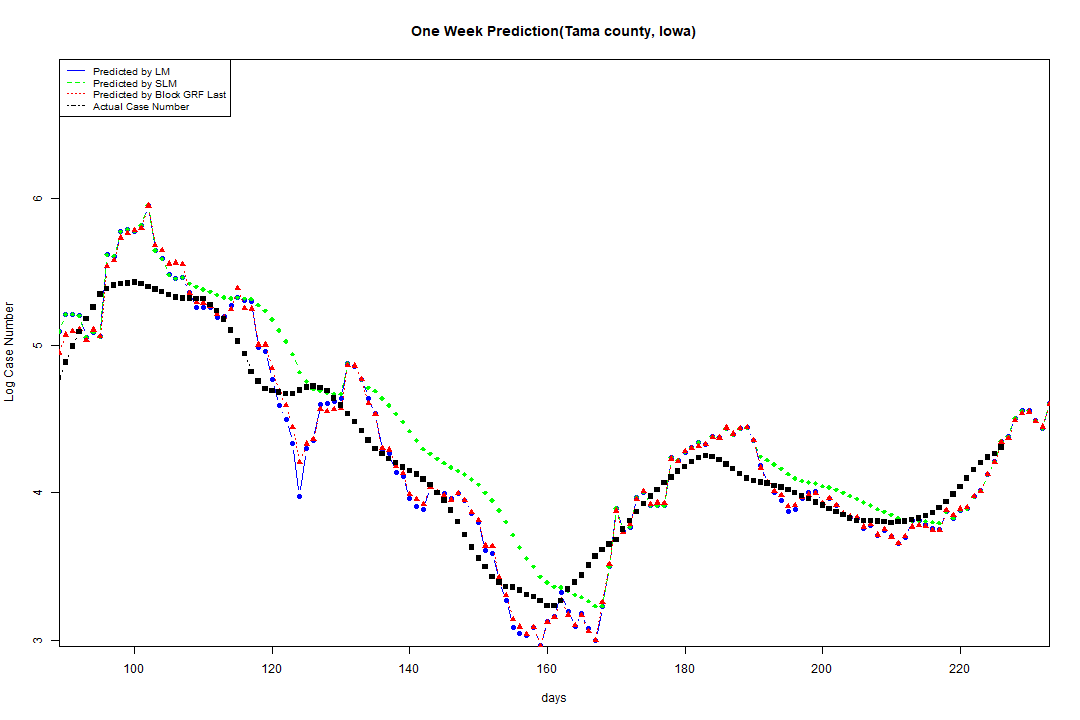 One Week Prediction(Tama county, Iowa)
Predicted by LM
Predicted by SLM
Predicted by Block GRF Last
Actual Case Number
6
5
4
3
Log Case Number
100 120 140 160 180 200 220
days